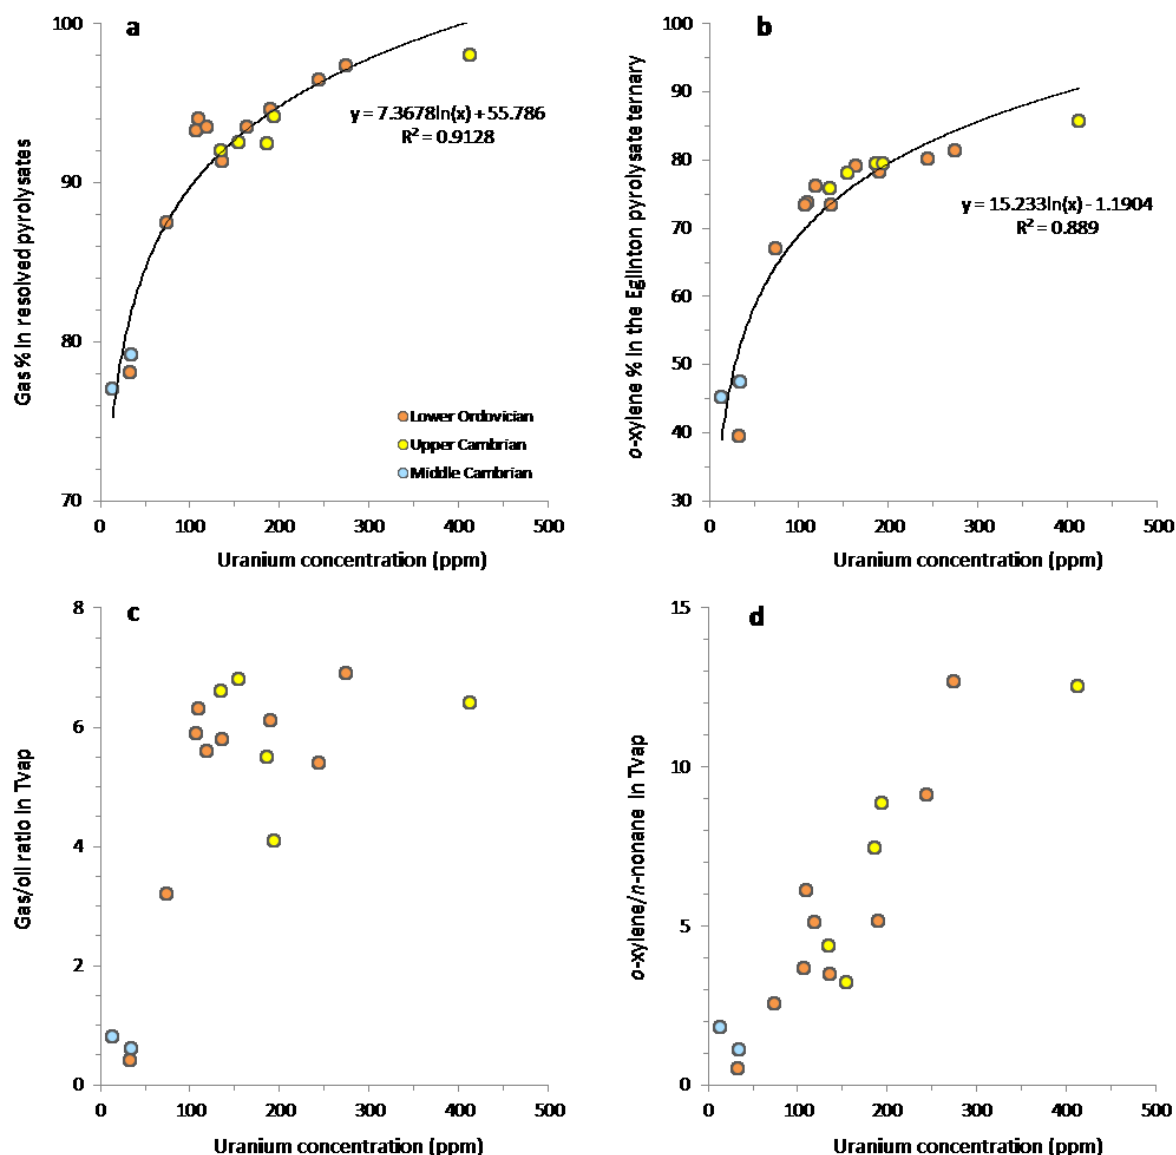 a
100
90
80
70
Gas % in resolved pyrolysates
y = 7.3678ln(x) + 55.786
R² = 0.9128
Lower Ordovician
Upper Cambrian
Middle Cambrian
0 100 200 300 400 500
Uranium concentration (ppm)
b
100
90
80
70
60
50
40
30
o-xylene % in the Eglinton pyrolysate ternary
y = 15.233ln(x) - 1.1904
R² = 0.889
0 100 200 300 400 500
Uranium concentration (ppm)
c
8
6
4
2
0
Gas/oil ratio in Tvap
0 100 200 300 400 500
Uranium concentration (ppm)
d
15
10
5
0
o-xylene/n-nonane in Tvap
0 100 200 300 400 500
Uranium concentration (ppm)